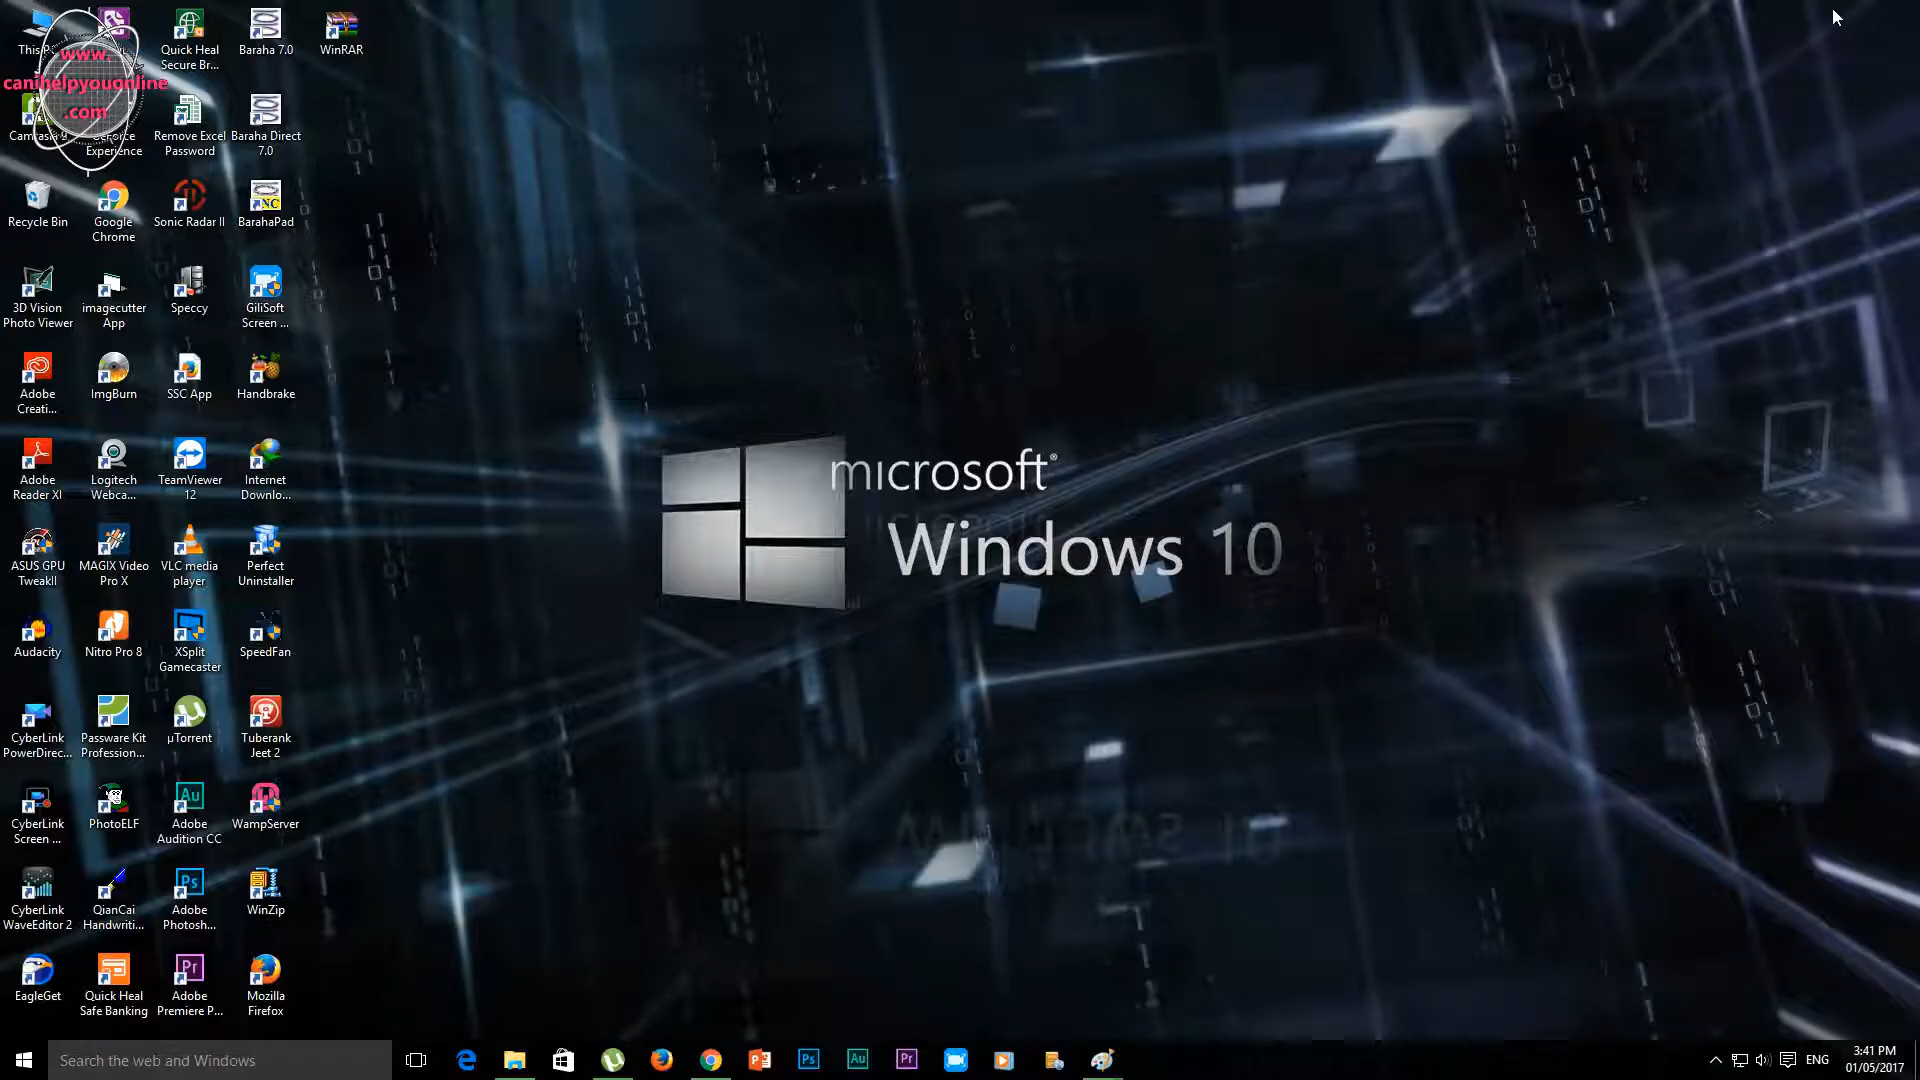 This P
Quick Heal
Secure Br...
Baraha 7.0
WinRAR
www.
canihelpyouonline
.com
Camtasia 9
GeForce
Experience
Remove Excel
Password
Baraha Direct
7.0
Recycle Bin
Google
Chrome
Sonic Radar II
BarahaPad
3D Vision
Photo Viewer
imagecutter
App
Speccy
GiliSoft
Screen ...
Adobe
Creati...
ImgBurn
SSC App
Handbrake
Adobe
Reader XI
Logitech
Webca...
TeamViewer
12
Internet
Downlo...
ASUS GPU
TweakII
MAGIX Video
Pro X
VLC media
player
Perfect
Uninstaller
Audacity
Nitro Pro 8
XSplit
Gamecaster
SpeedFan
CyberLink
PowerDirec...
Passware Kit
Profession...
µTorrent
Tuberank
Jeet 2
CyberLink
Screen ...
PhotoELF
Adobe
Audition CC
WampServer
CyberLink
WaveEditor 2
QianCai
Handwriti...
Adobe
Photosh...
WinZip
EagleGet
Quick Heal
Safe Banking
Adobe
Premiere P...
Mozilla
Firefox
microsoft®
Windows 10
Search the web and Windows
ENG
3:41 PM
01/05/2017